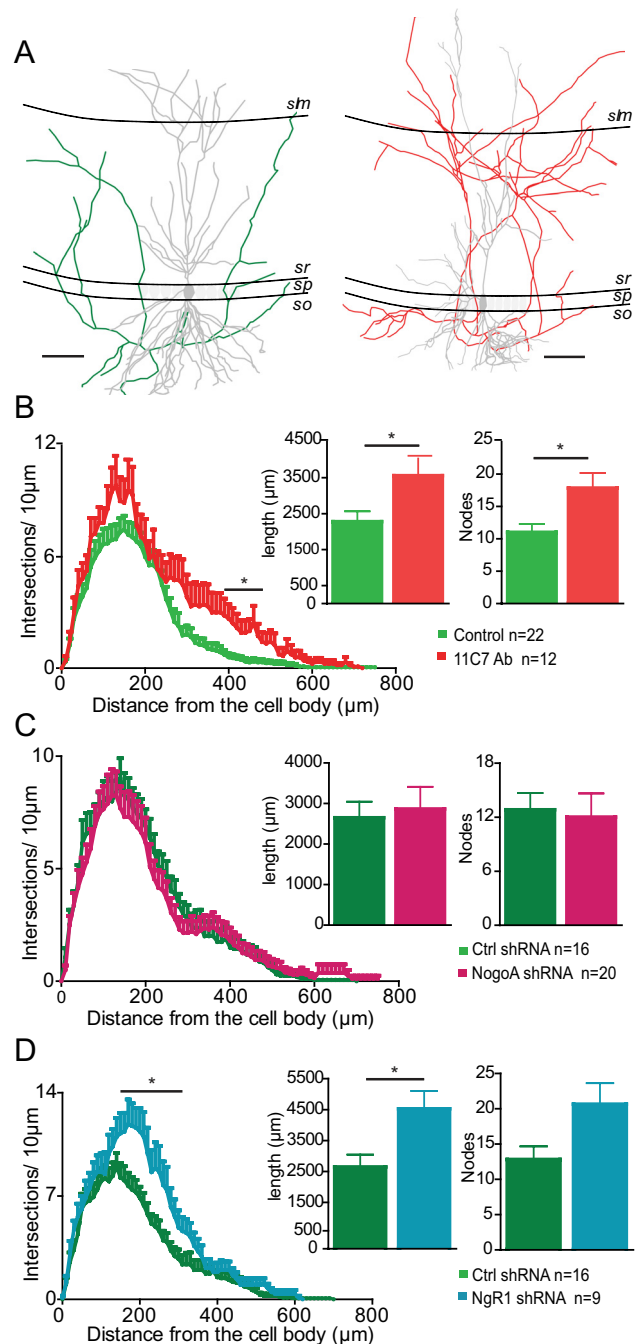 A
slm
sr
sp
so
slm
sr
sp
so
B
Intersections/ 10µm
12
6
0
*
0
200
400
600
800
Distance from the cell body (µm)
length (µm)
4500
3500
2500
1500
500
0
*
Nodes
25
20
15
10
5
0
*
Control n=22
11C7 Ab n=12
C
Intersections/ 10µm
10
5
0
0
200
400
600
800
Distance from the cell body (µm)
length (µm)
4000
3000
2000
1000
0
Nodes
18
12
6
0
Ctrl shRNA n=16
NogoA shRNA n=20
D
Intersections/ 10µm
14
7
0
*
0
200
400
600
800
Distance from the cell body (µm)
length (µm)
5500
4500
3500
2500
1500
500
0
*
Nodes
25
20
15
10
5
0
Ctrl shRNA n=16
NgR1 shRNA n=9